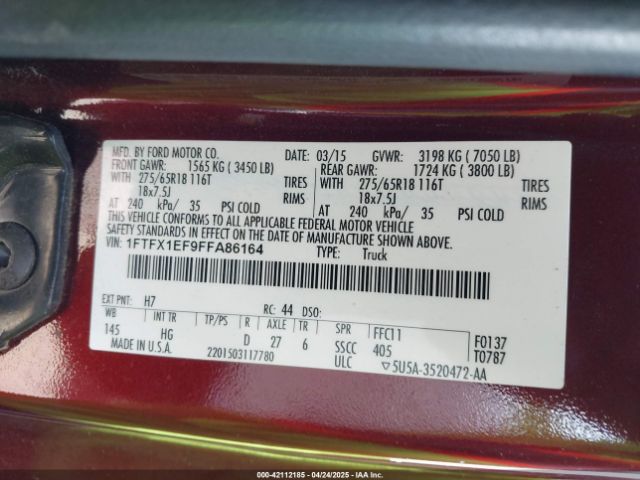 MFD. BY FORD MOTOR CO. DATE: 03/15 GVWR: 3198 KG ( 7050 LB)
FRONT GAWR: 1565 KG ( 3450 LB) REAR GAWR: 1724 KG ( 3800 LB)
WITH WITH
275/65R18 116T TIRES 275/65R18 116T TIRES
18x7.5J RIMS 18x7.5J RIMS
AT 240 kPa/ 35 PSI COLD AT 240 kPa/ 35 PSI COLD
THIS VEHICLE CONFORMS TO ALL APPLICABLE FEDERAL MOTOR VEHICLE
SAFETY STANDARDS IN EFFECT ON THE DATE OF MANUFACTURE SHOWN ABOVE.
VIN: 1FTFX1EF9FFA86164 TYPE: Truck
EXT PNT: H7 RC: 44 DSO:
WB INT TR TP/PS R AXLE TR SPR FFC11 F0137
145 HG D 27 6 SSCC 405 T0787
MADE IN U.S.A. 2201503117780 ULC ▽5U5A-3520472-AA
000-42112185 - 04/24/2025 - IAAI.COM